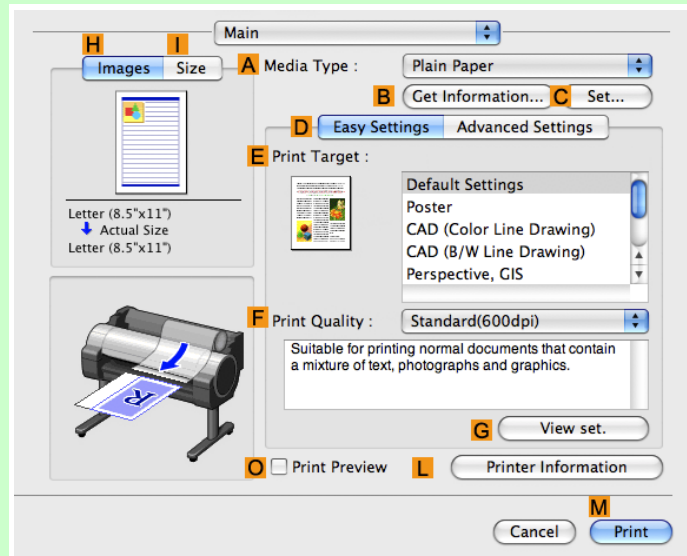 Main
H I
Images Size
A Media Type : Plain Paper
B Get Information... C Set...
D Easy Settings Advanced Settings
E Print Target :
Default Settings
Poster
CAD (Color Line Drawing)
CAD (B/W Line Drawing)
Perspective, GIS
Letter (8.5"x11")
Actual Size
Letter (8.5"x11")
F Print Quality : Standard(600dpi)
Suitable for printing normal documents that contain
a mixture of text, photographs and graphics.
R
G View set.
O Print Preview L Printer Information
M
Cancel Print